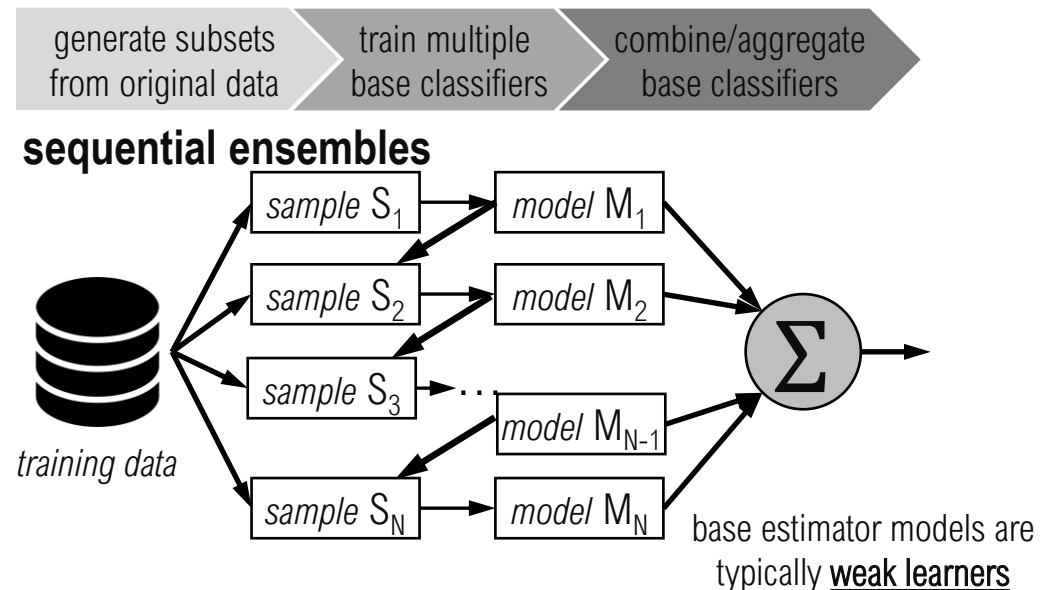 generate subsets
from original data
train multiple
base classifiers
combine/aggregate
base classifiers
sequential ensembles
sample S1
model M1
sample S2
model M2
sample S3
...
model MN-1
training data
sample SN
model MN
Σ
base estimator models are
typically weak learners